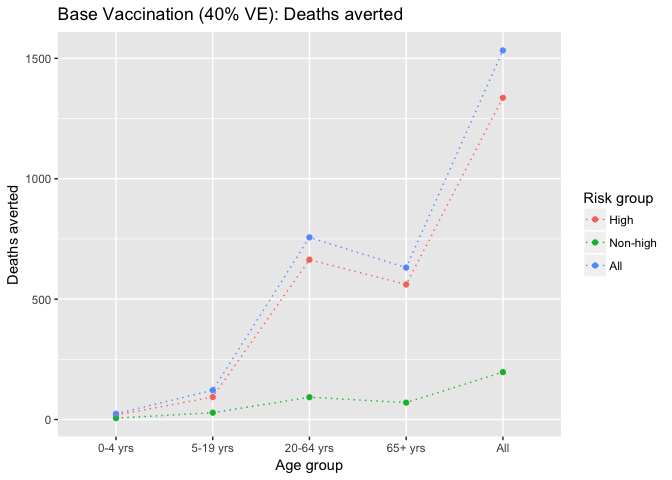 Base Vaccination (40% VE): Deaths averted
1500
1000
500
0
Deaths averted
0-4 yrs 5-19 yrs 20-64 yrs 65+ yrs All
Age group
Risk group
High
Non-high
All